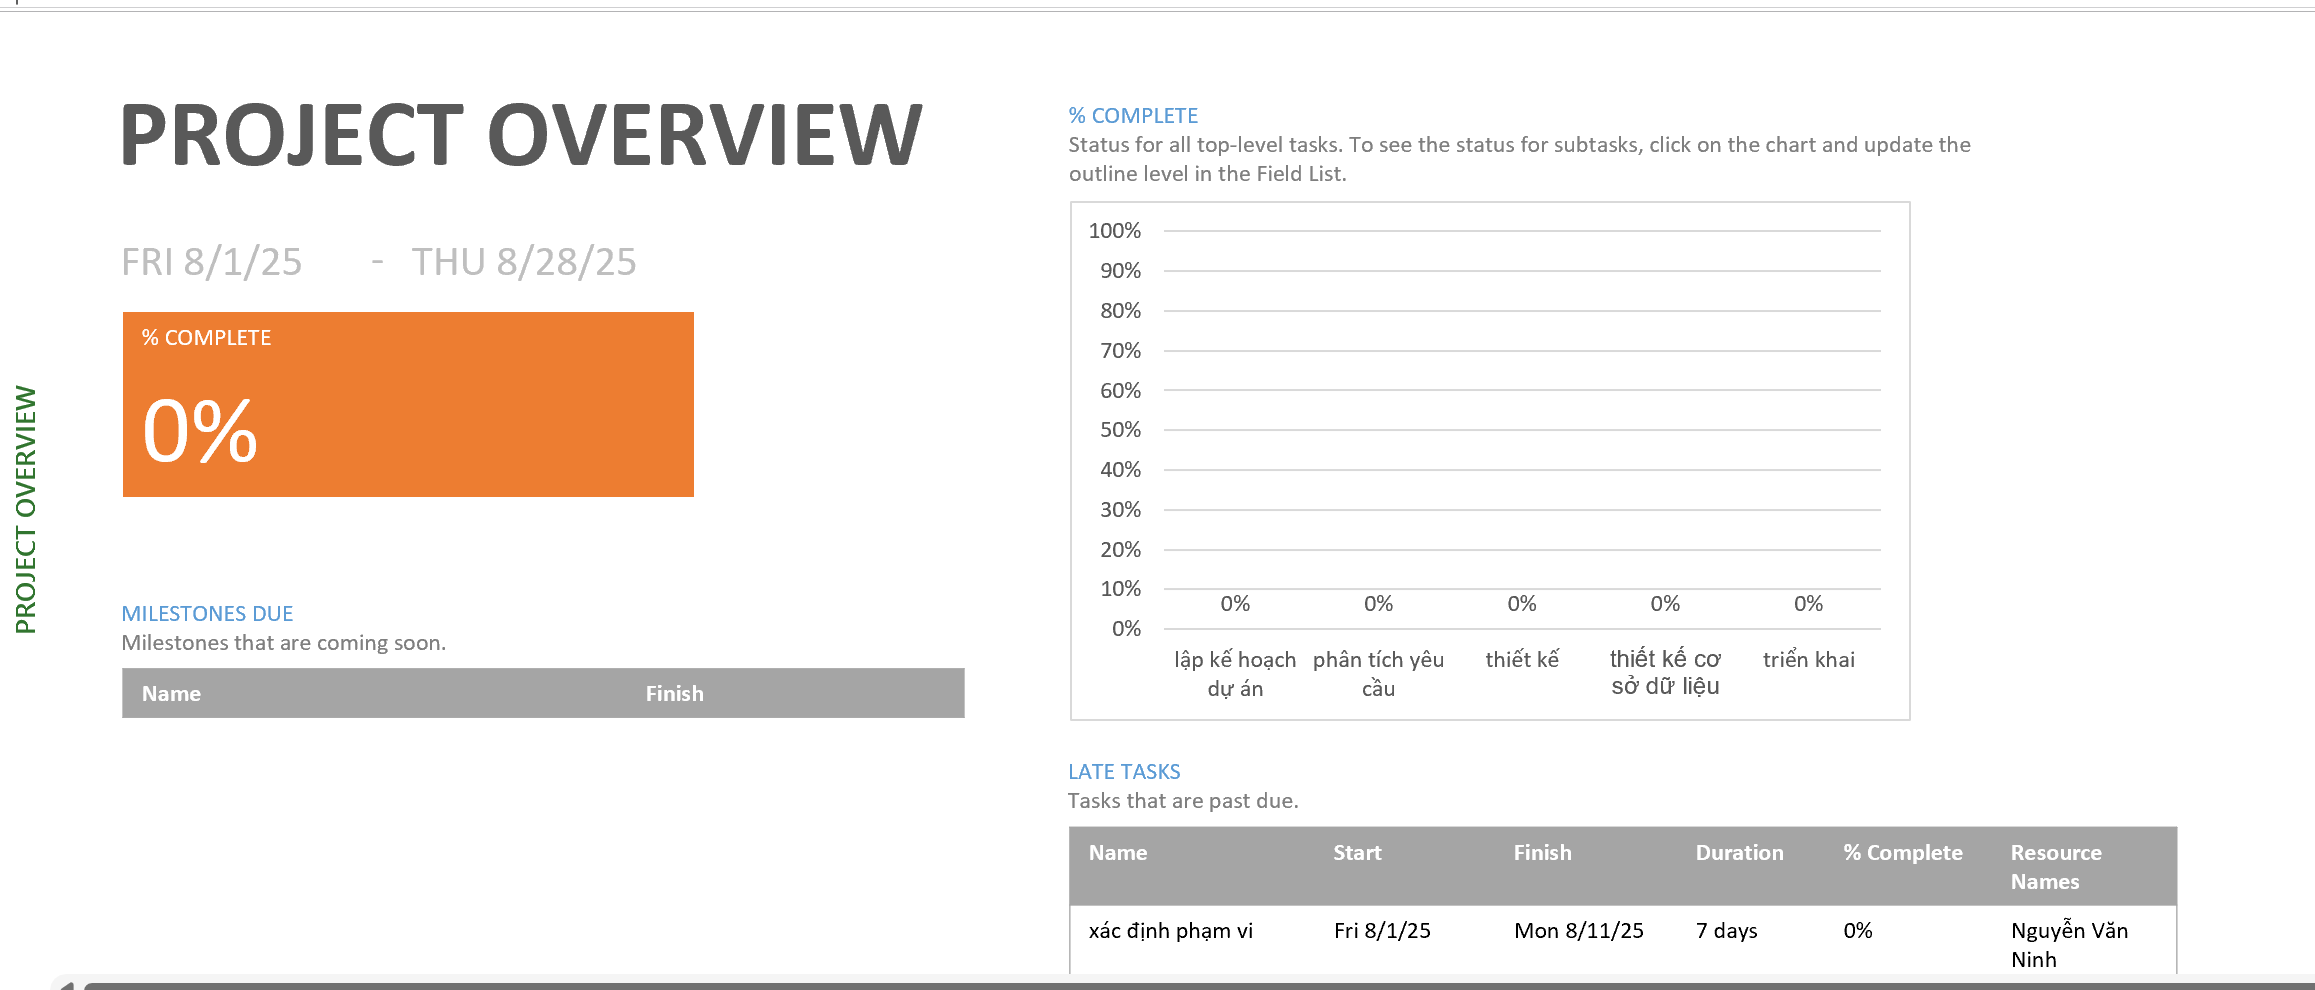 PROJECT OVERVIEW
FRI 8/1/25 - THU 8/28/25
% COMPLETE
0%
MILESTONES DUE
Milestones that are coming soon.
Name Finish
PROJECT OVERVIEW
% COMPLETE
Status for all top-level tasks. To see the status for subtasks, click on the chart and update the
outline level in the Field List.
100%
90%
80%
70%
60%
50%
40%
30%
20%
10%
0%
0% 0% 0% 0% 0%
lập kế hoạch phân tích yêu thiết kế thiết kế cơ triển khai
dự án cầu sở dữ liệu
LATE TASKS
Tasks that are past due.
Name Start Finish Duration % Complete Resource
Names
xác định phạm vi Fri 8/1/25 Mon 8/11/25 7 days 0% Nguyễn Văn
Ninh